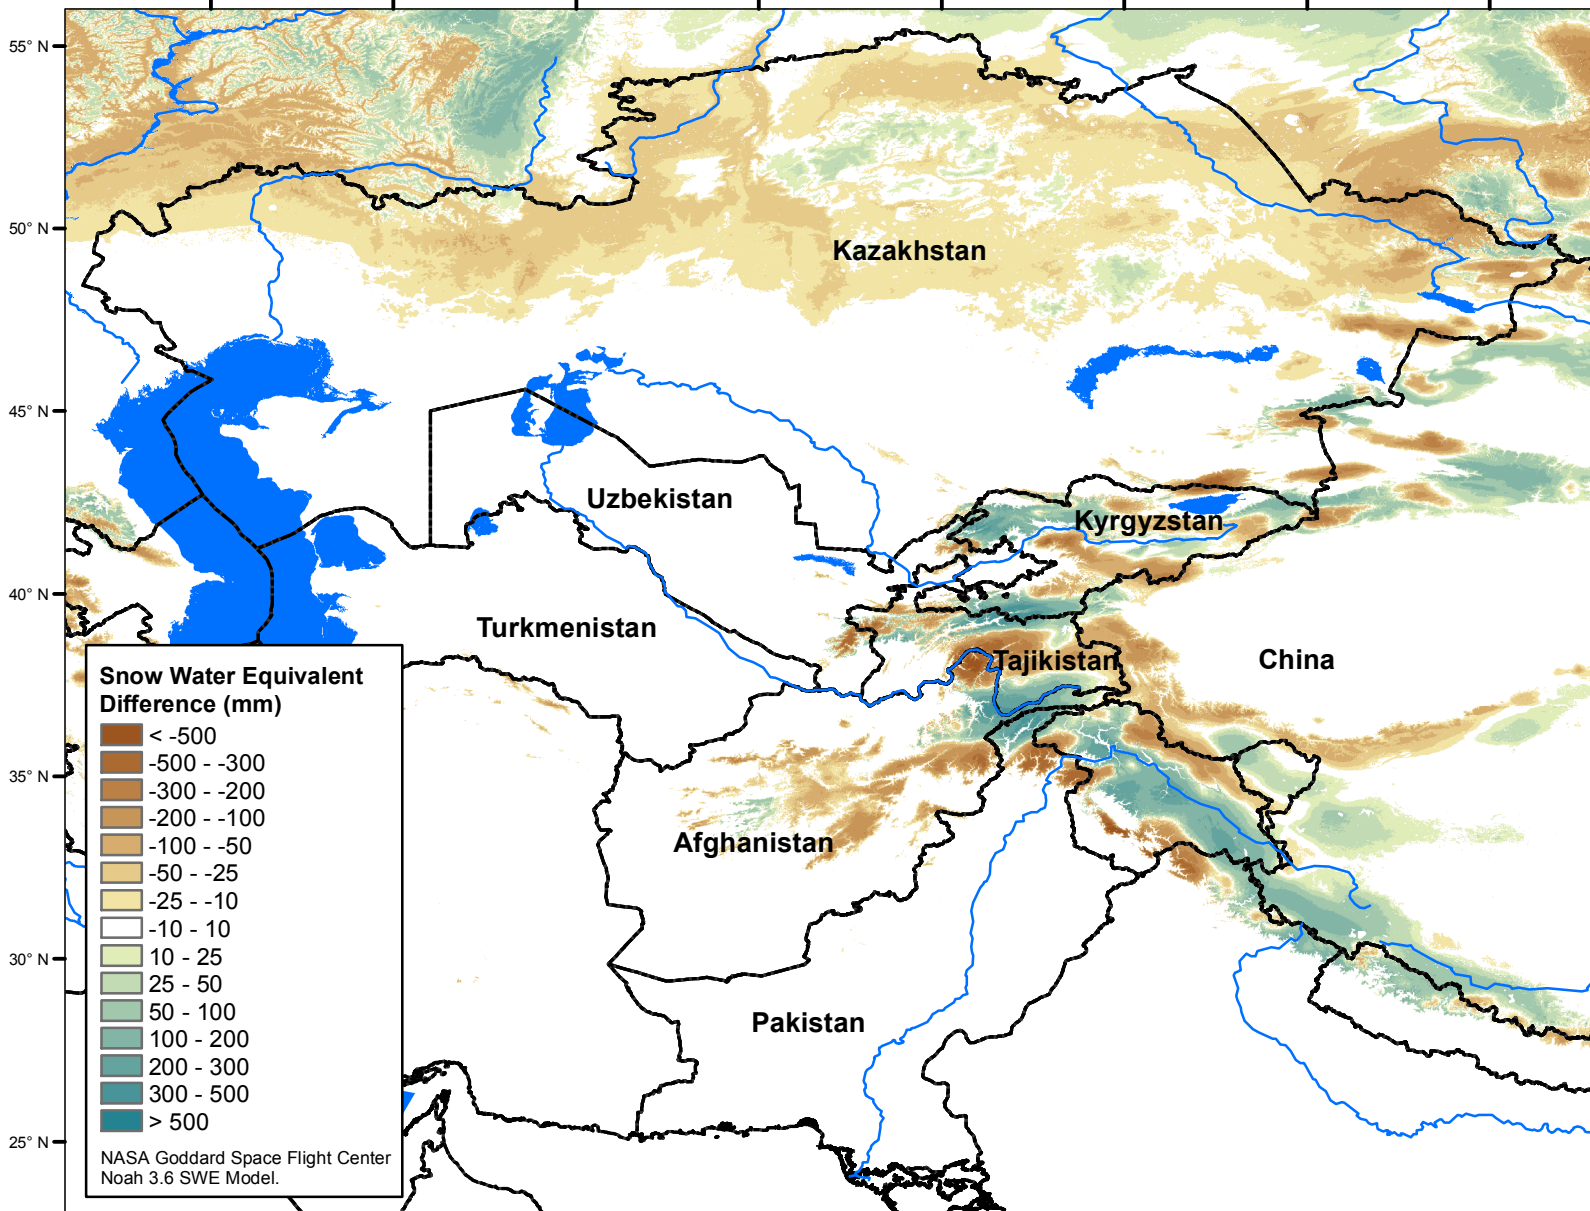 55° N
50° N
Kazakhstan
45° N
Uzbekistan
Kyrgyzstan
40° N
Turkmenistan
Tajikistan
China
35° N
Afghanistan
30° N
Pakistan
25° N
Snow Water Equivalent
Difference (mm)
< -500
-500 - -300
-300 - -200
-200 - -100
-100 - -50
-50 - -25
-25 - -10
-10 - 10
10 - 25
25 - 50
50 - 100
100 - 200
200 - 300
300 - 500
> 500
NASA Goddard Space Flight Center
Noah 3.6 SWE Model.